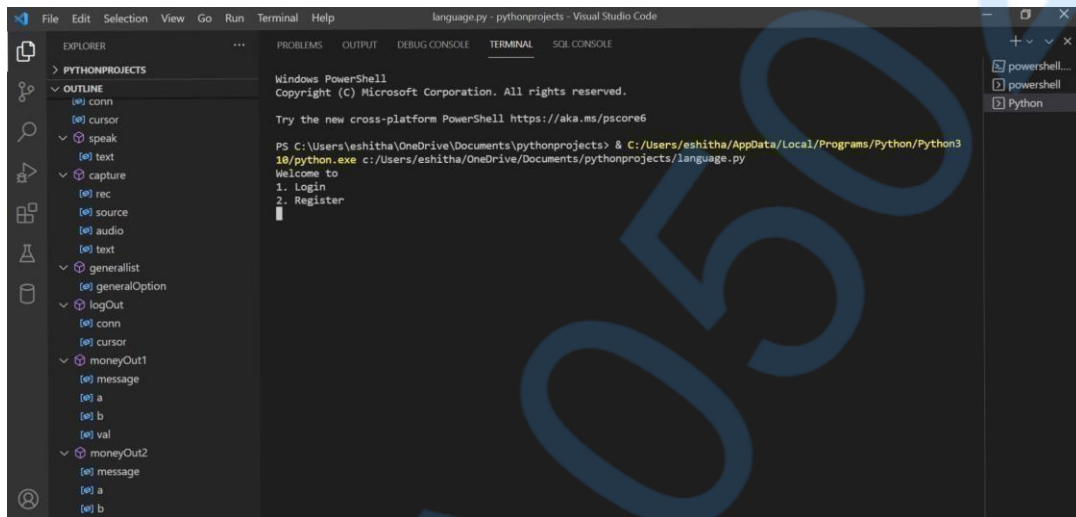 File Edit Selection View Go Run Terminal Help language.py - pythonprojects - Visual Studio Code
EXPLORER
PYTHONPROJECTS
OUTLINE
conn
cursor
speak
text
capture
rec
source
audio
text
generallist
generalOption
logOut
conn
cursor
moneyOut1
message
a
b
val
moneyOut2
message
a
b
PROBLEMS OUTPUT DEBUG CONSOLE TERMINAL SQL CONSOLE
Windows PowerShell
Copyright (C) Microsoft Corporation. All rights reserved.
Try the new cross-platform PowerShell https://aka.ms/pscore6
PS C:\Users\eshitha\OneDrive\Documents\pythonprojects> & C:/Users/eshitha/AppData/Local/Programs/Python/Python3
10/python.exe c:/Users/eshitha/OneDrive/Documents/pythonprojects/language.py
Welcome to
1. Login
2. Register
powershell....
powershell
Python